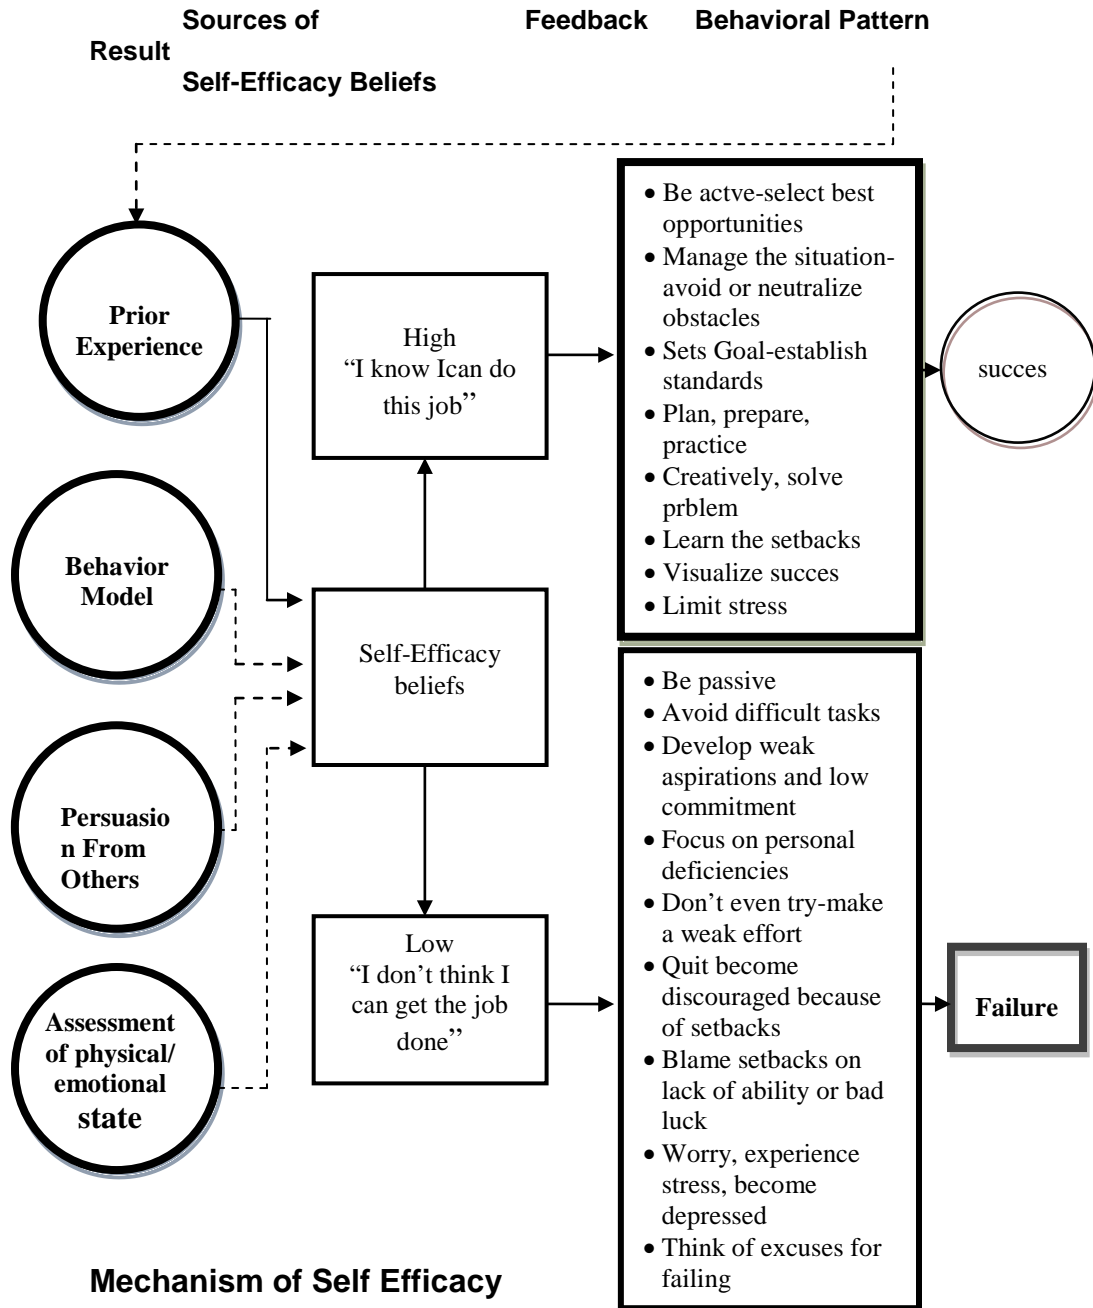 Sources of Feedback Behavioral Pattern
Result
Self-Efficacy Beliefs
Prior
Experience
Behavior
Model
Persuasio
n From
Others
Assessment
of physical/
emotional
state
High
“I know Ican do
this job”
Self-Efficacy
beliefs
Low
“I don’t think I
can get the job
done”
• Be actve-select best
opportunities
• Manage the situation-
avoid or neutralize
obstacles
• Sets Goal-establish
standards
• Plan, prepare,
practice
• Creatively, solve
prblem
• Learn the setbacks
• Visualize succes
• Limit stress
• Be passive
• Avoid difficult tasks
• Develop weak
aspirations and low
commitment
• Focus on personal
deficiencies
• Don’t even try-make
a weak effort
• Quit become
discouraged because
of setbacks
• Blame setbacks on
lack of ability or bad
luck
• Worry, experience
stress, become
depressed
• Think of excuses for
failing
succes
Failure
Mechanism of Self Efficacy